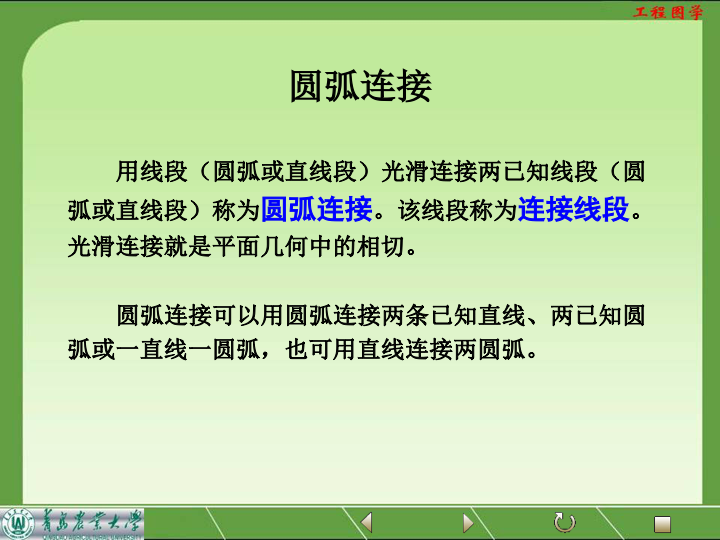 工程图学
圆弧连接
用线段（圆弧或直线段）光滑连接两已知线段（圆
弧或直线段）称为圆弧连接。该线段称为连接线段。
光滑连接就是平面几何中的相切。
圆弧连接可以用圆弧连接两条已知直线、两已知圆
弧或一直线一圆弧，也可用直线连接两圆弧。
青岛农业大学